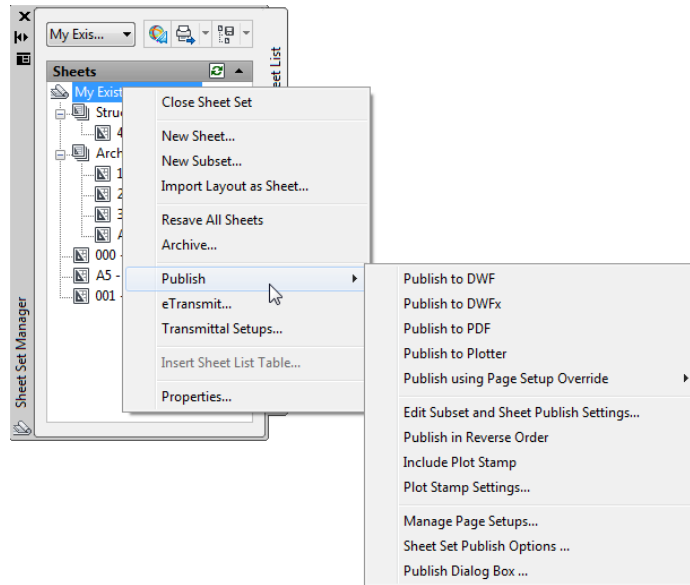 My Exis...
Sheets
My Exist
Close Sheet Set
Stru
New Sheet...
4
New Subset...
Arch
Import Layout as Sheet...
1
2
Resave All Sheets
3
Archive...
A
000 -
Publish
A5 -
eTransmit...
001 -
Transmittal Setups...
Insert Sheet List Table...
Properties...
Publish to DWF
Publish to DWFx
Publish to PDF
Publish to Plotter
Publish using Page Setup Override
Edit Subset and Sheet Publish Settings...
Publish in Reverse Order
Include Plot Stamp
Plot Stamp Settings...
Manage Page Setups...
Sheet Set Publish Options ...
Publish Dialog Box ...
Sheet Set Manager
et List